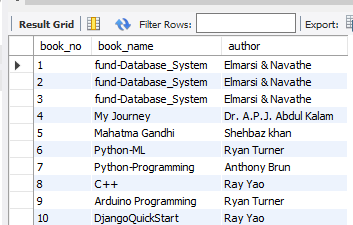 Result Grid Filter Rows: Export:
book_no book_name author
1 fund-Database_System Elmarsi & Navathe
2 fund-Database_System Elmarsi & Navathe
3 fund-Database_System Elmarsi & Navathe
4 My Journey Dr. A.P.J. Abdul Kalam
5 Mahatma Gandhi Shehbaz khan
6 Python-ML Ryan Turner
7 Python-Programming Anthony Brun
8 C++ Ray Yao
9 Arduino Programming Ryan Turner
10 DjangoQuickStart Ray Yao